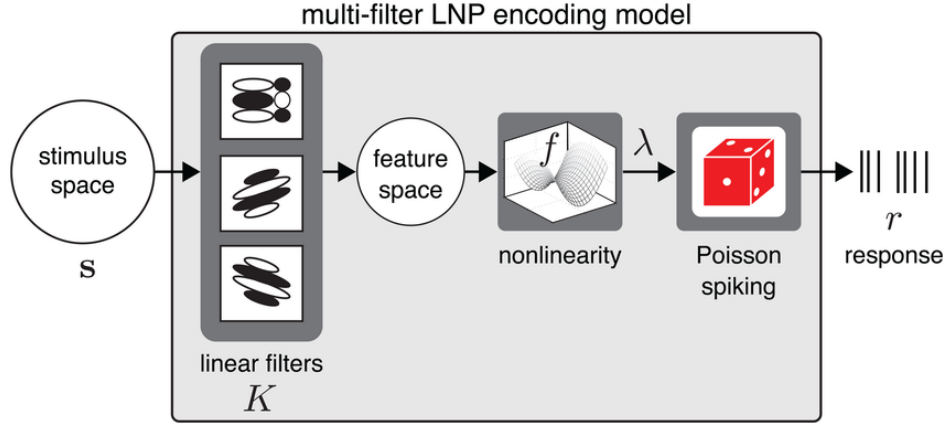 multi-filter LNP encoding model
stimulus
space
s
linear filters
K
feature
space
f
nonlinearity
λ
Poisson
spiking
r
response